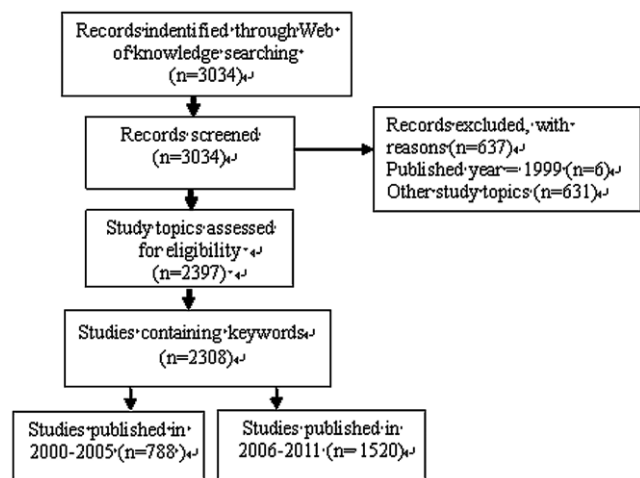 Records indentified through Web
of knowledge searching
(n=3034)
Records screened
(n=3034)
Records excluded, with
reasons (n=637)
Published year = 1999 (n=6)
Other study topics (n=631)
Study topics assessed
for eligibility
(n=2397)
Studies containing keywords
(n=2308)
Studies published in
2000-2005 (n=788 )
Studies published in
2006-2011 (n= 1520)